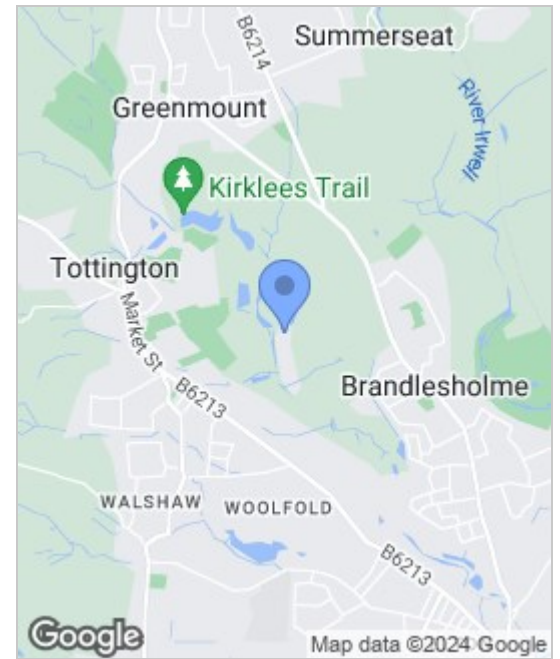 Summerseat
B6214
Greenmount
River Irwell
Kirklees Trail
Tottington
Market St
B6213
Brandlesholme
WALSHAW
WOOLFOLD
B6213
Google
Map data ©2024 Google